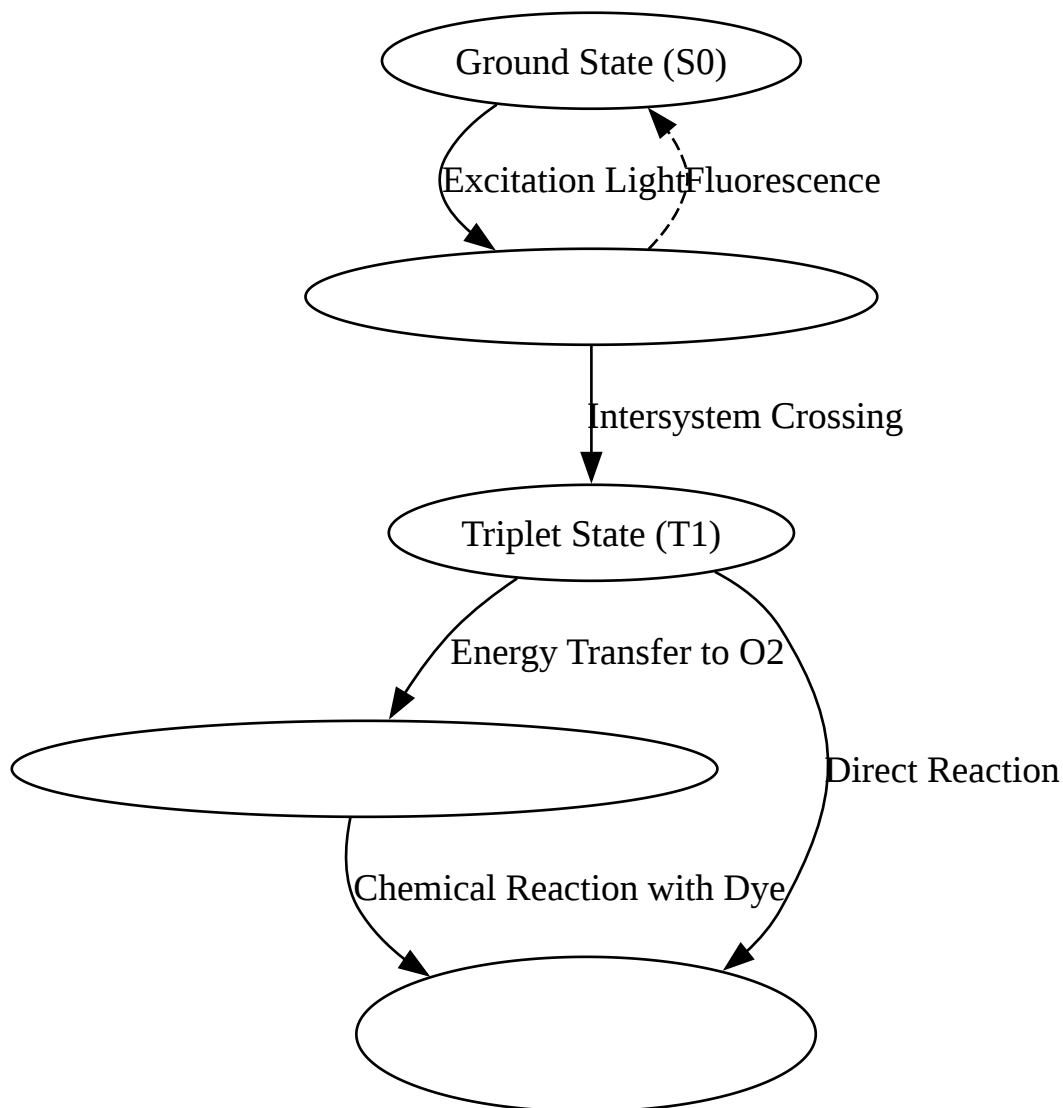 Ground State (S0)
Excitation Light
Fluorescence
Intersystem Crossing
Triplet State (T1)
Energy Transfer to O2
Direct Reaction
Chemical Reaction with Dye